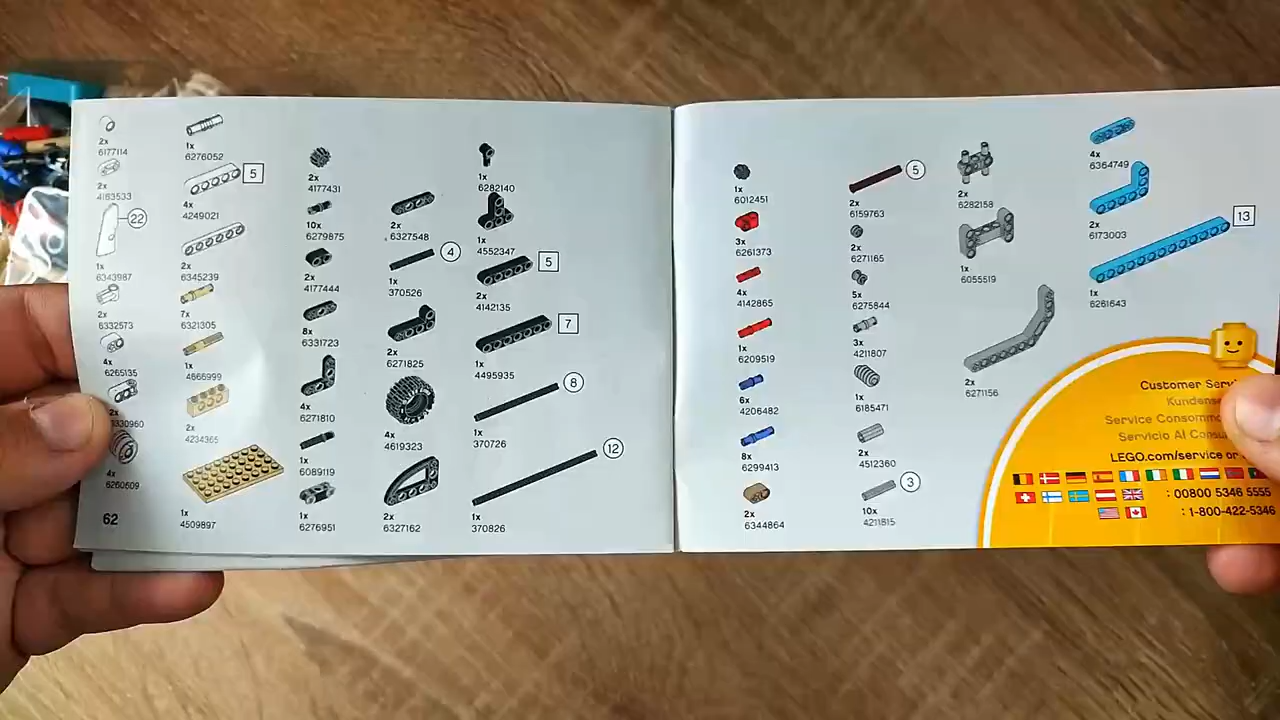 2x
6177114
2x
4163533
22
1x
6343987
2x
6332573
4x
6265135
2x
4x
6260609
62
1x
6276052
5
4x
4249021
2x
6345239
7x
6321305
1x
4666999
2x
4234365
1x
4509897
2x
4177431
10x
6279875
2x
4177444
8x
6331723
4x
6271810
1x
6089119
1x
6276951
2x
6327548
4
1x
370526
2x
6271825
4x
4619323
2x
6327162
1x
6282140
1x
4552347
5
2x
4142135
7
1x
4495935
8
1x
370726
12
1x
370826
1x
6012451
3x
6261373
4x
4142865
1x
6209519
6x
4206482
8x
6299413
2x
6344864
5
2x
6159763
2x
6271165
5x
6275844
3x
4211807
1x
6185471
2x
4512360
3
10x
4211815
2x
6282158
1x
6055519
2x
6271156
4x
6364749
2x
6173003
13
1x
6261643
Customer
Service
Servicio Al
LEGO.com/service or
: 00800 5346 5555
: 1-800-422-5346